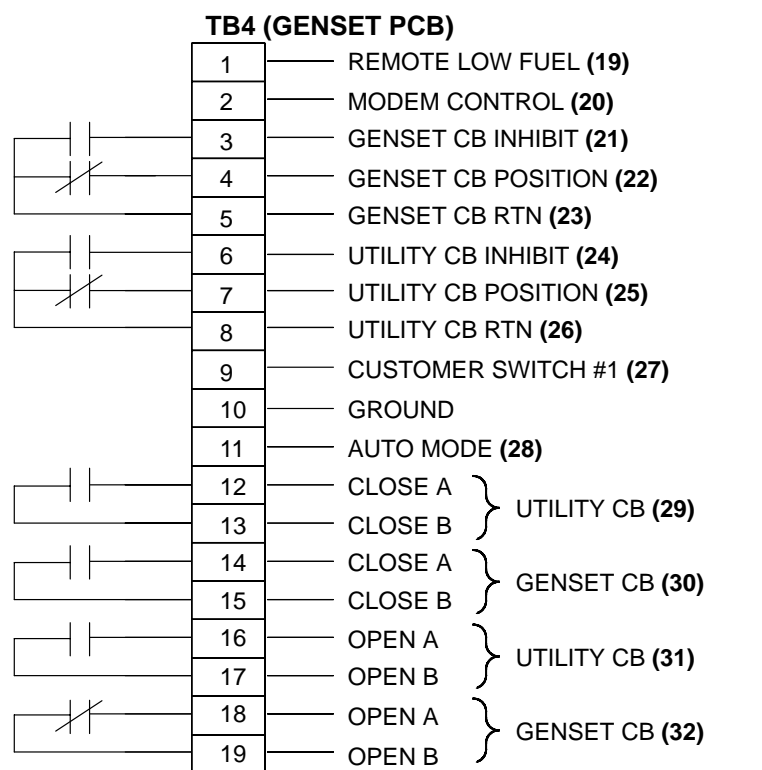 TB4 (GENSET PCB)
1 REMOTE LOW FUEL (19)
2 MODEM CONTROL (20)
3 GENSET CB INHIBIT (21)
4 GENSET CB POSITION (22)
5 GENSET CB RTN (23)
6 UTILITY CB INHIBIT (24)
7 UTILITY CB POSITION (25)
8 UTILITY CB RTN (26)
9 CUSTOMER SWITCH #1 (27)
10 GROUND
11 AUTO MODE (28)
12 CLOSE A
UTILITY CB (29)
13 CLOSE B
14 CLOSE A
GENSET CB (30)
15 CLOSE B
16 OPEN A
UTILITY CB (31)
17 OPEN B
18 OPEN A
GENSET CB (32)
19 OPEN B